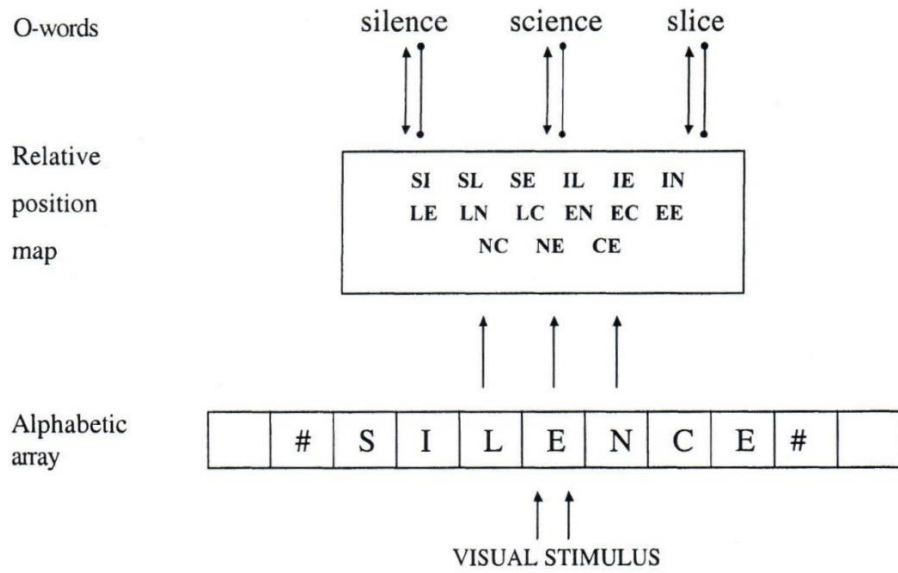 O-words silence science slice
Relative
position
map
SI SL SE IL IE IN
LE LN LC EN EC EE
NC NE CE
Alphabetic
array
# S I L E N C E #
VISUAL STIMULUS